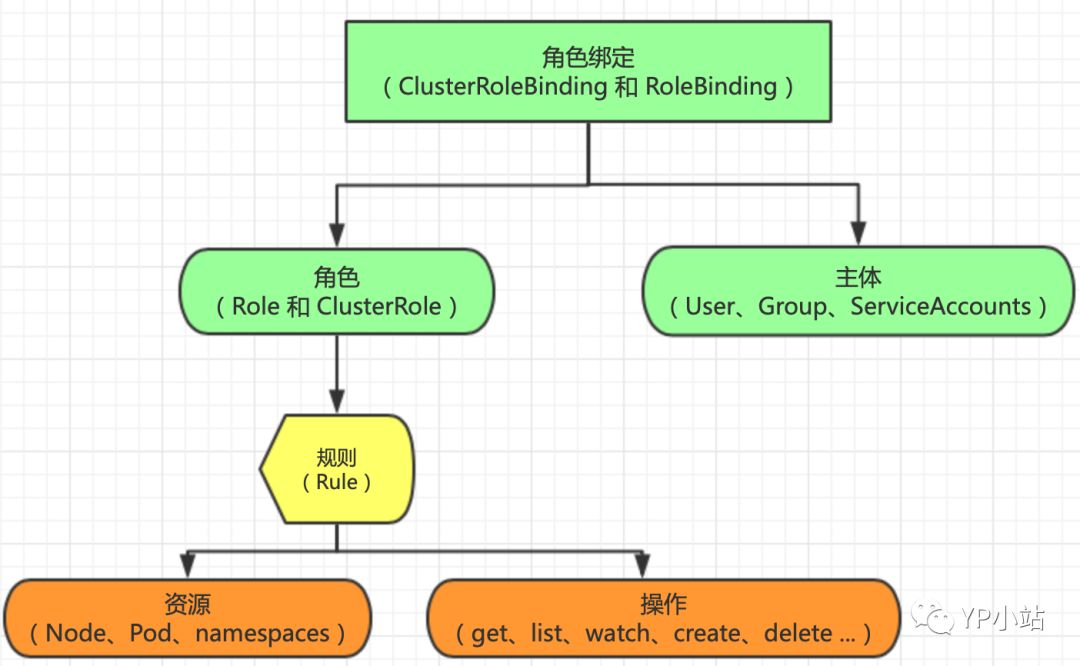 角色绑定
（ClusterRoleBinding 和 RoleBinding）
角色
（Role 和 ClusterRole）
主体
（User、Group、ServiceAccounts）
规则
（Rule）
资源
（Node、Pod、namespaces）
操作
（get、list、watch、create、delete ...）
YP小站